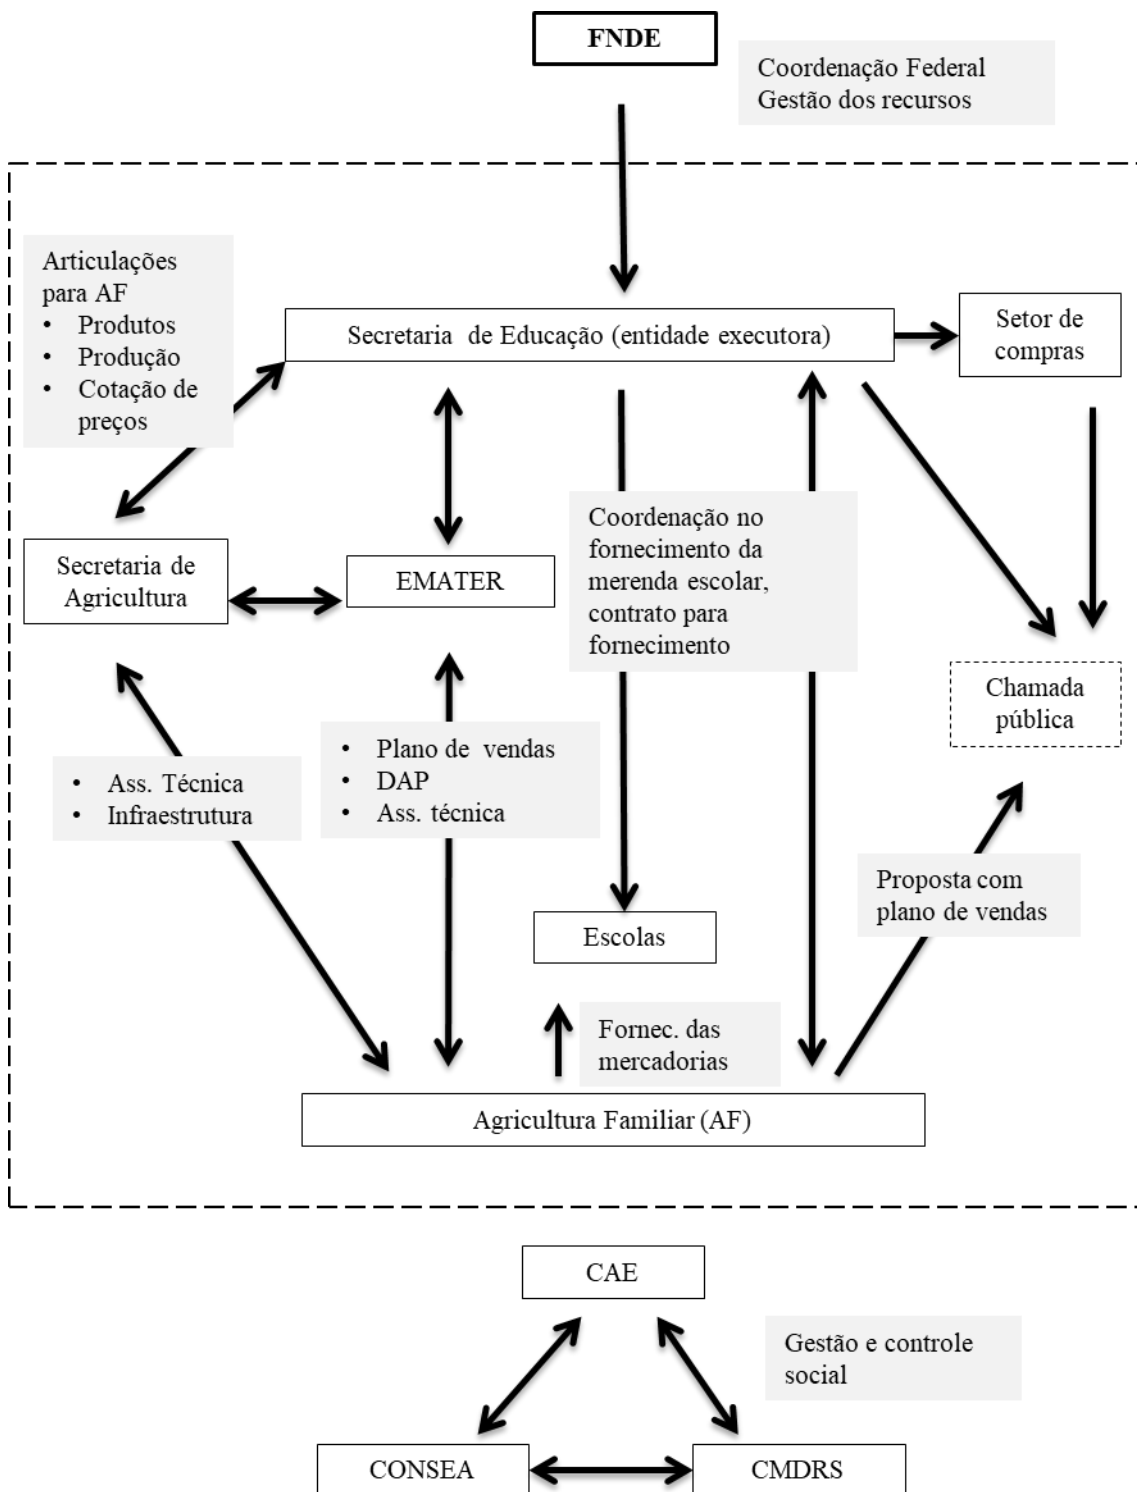 FNDE
Coordenação Federal
Gestão dos recursos
Articulações
para AF
• Produtos
• Produção
• Cotação de
preços
Secretaria de Educação (entidade executora)
Setor de
compras
Secretaria de
Agricultura
EMATER
Coordenação no
fornecimento da
merenda escolar,
contrato para
fornecimento
Chamada
pública
• Ass. Técnica
• Infraestrutura
• Plano de vendas
• DAP
• Ass. técnica
Proposta com
plano de vendas
Escolas
Fornec. das
mercadorias
Agricultura Familiar (AF)
CAE
Gestão e controle
social
CONSEA
CMDRS